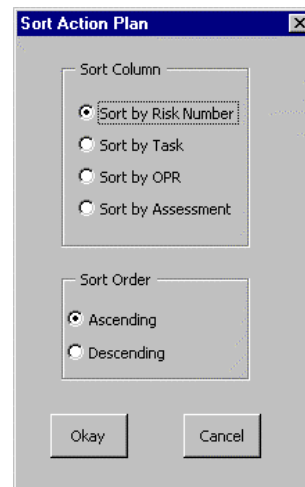 Sort Action Plan
Sort Column
Sort by Risk Number
Sort by Task
Sort by OPR
Sort by Assessment
Sort Order
Ascending
Descending
Okay
Cancel